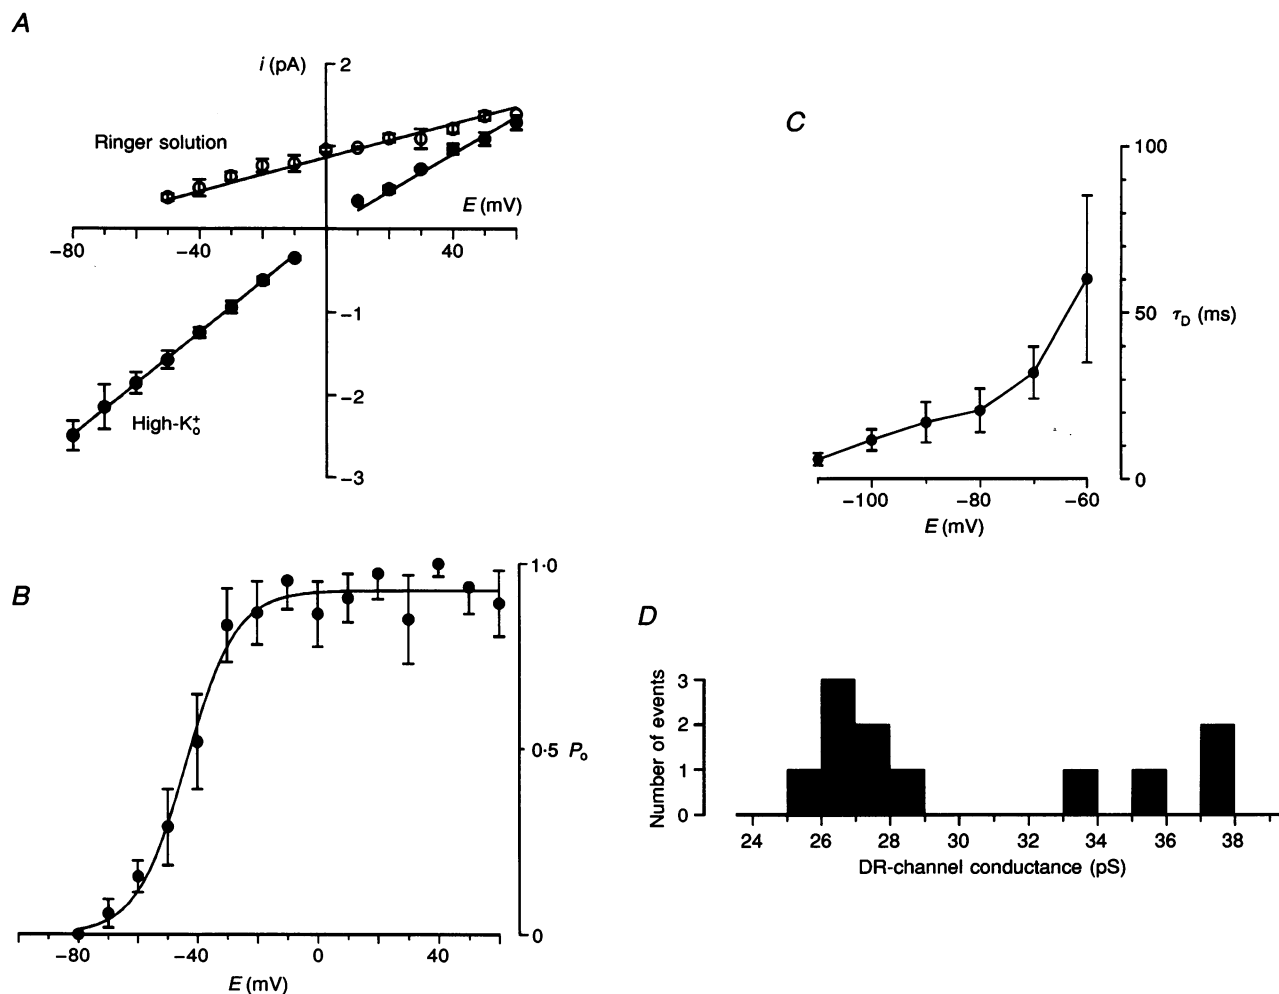 A
i (pA)
2
Ringer solution
E (mV)
−80
−40
40
−1
−2
−3
High-K⁺ₒ
B
1·0
0·5
Pₒ
0
−80
−40
0
40
E (mV)
C
100
50
τD (ms)
0
−100
−80
−60
E (mV)
D
Number of events
3
2
1
0
24
26
28
30
32
34
36
38
DR-channel conductance (pS)